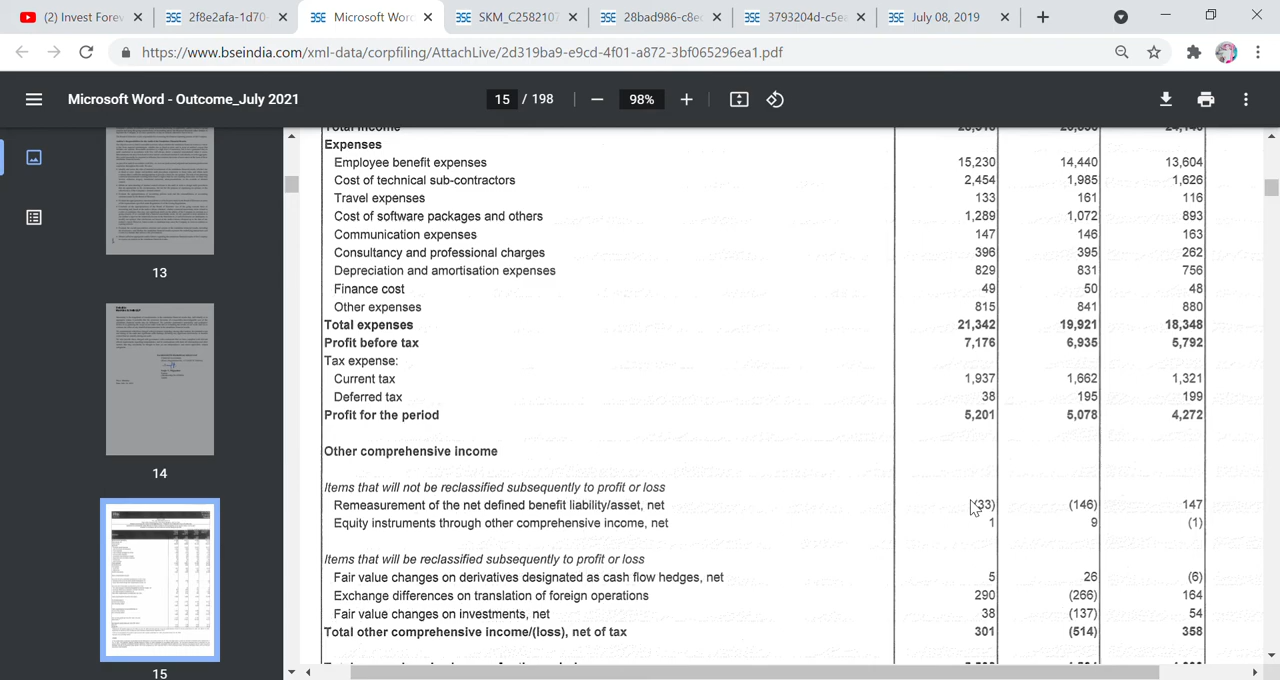 (2) Invest Forev
2f8e2afa-1d70-
Microsoft Word
SKM_C2582107
28bad986-c8ec
3793204d-c5ea
July 08, 2019
https://www.bseindia.com/xml-data/corpfiling/AttachLive/2d319ba9-e9cd-4f01-a872-3bf065296ea1.pdf
Microsoft Word - Outcome_July 2021
15 / 198
98%
Total income
Expenses
Employee benefit expenses 15,230 14,440 13,604
Cost of technical sub-contractors 2,454 1,985 1,626
Travel expenses 133 161 116
Cost of software packages and others 1,289 1,072 893
Communication expenses 147 146 163
Consultancy and professional charges 396 395 262
Depreciation and amortisation expenses 829 831 756
Finance cost 49 50 48
Other expenses 815 841 880
Total expenses 21,342 19,921 18,348
Profit before tax 7,176 6,935 5,792
Tax expense:
Current tax 1,937 1,662 1,321
Deferred tax 38 195 199
Profit for the period 5,201 5,078 4,272
Other comprehensive income
Items that will not be reclassified subsequently to profit or loss
Remeasurement of the net defined benefit liability/asset, net (33) (146) 147
Equity instruments through other comprehensive income, net 1 9 (1)
Items that will be reclassified subsequently to profit or loss
Fair value changes on derivatives designated as cash flow hedges, net 5 26 (6)
Exchange differences on translation of foreign operations 290 (266) 164
Fair value changes on investments, net 38 (137) 54
Total other comprehensive income/(loss), net of tax 301 (514) 358
13
14
15